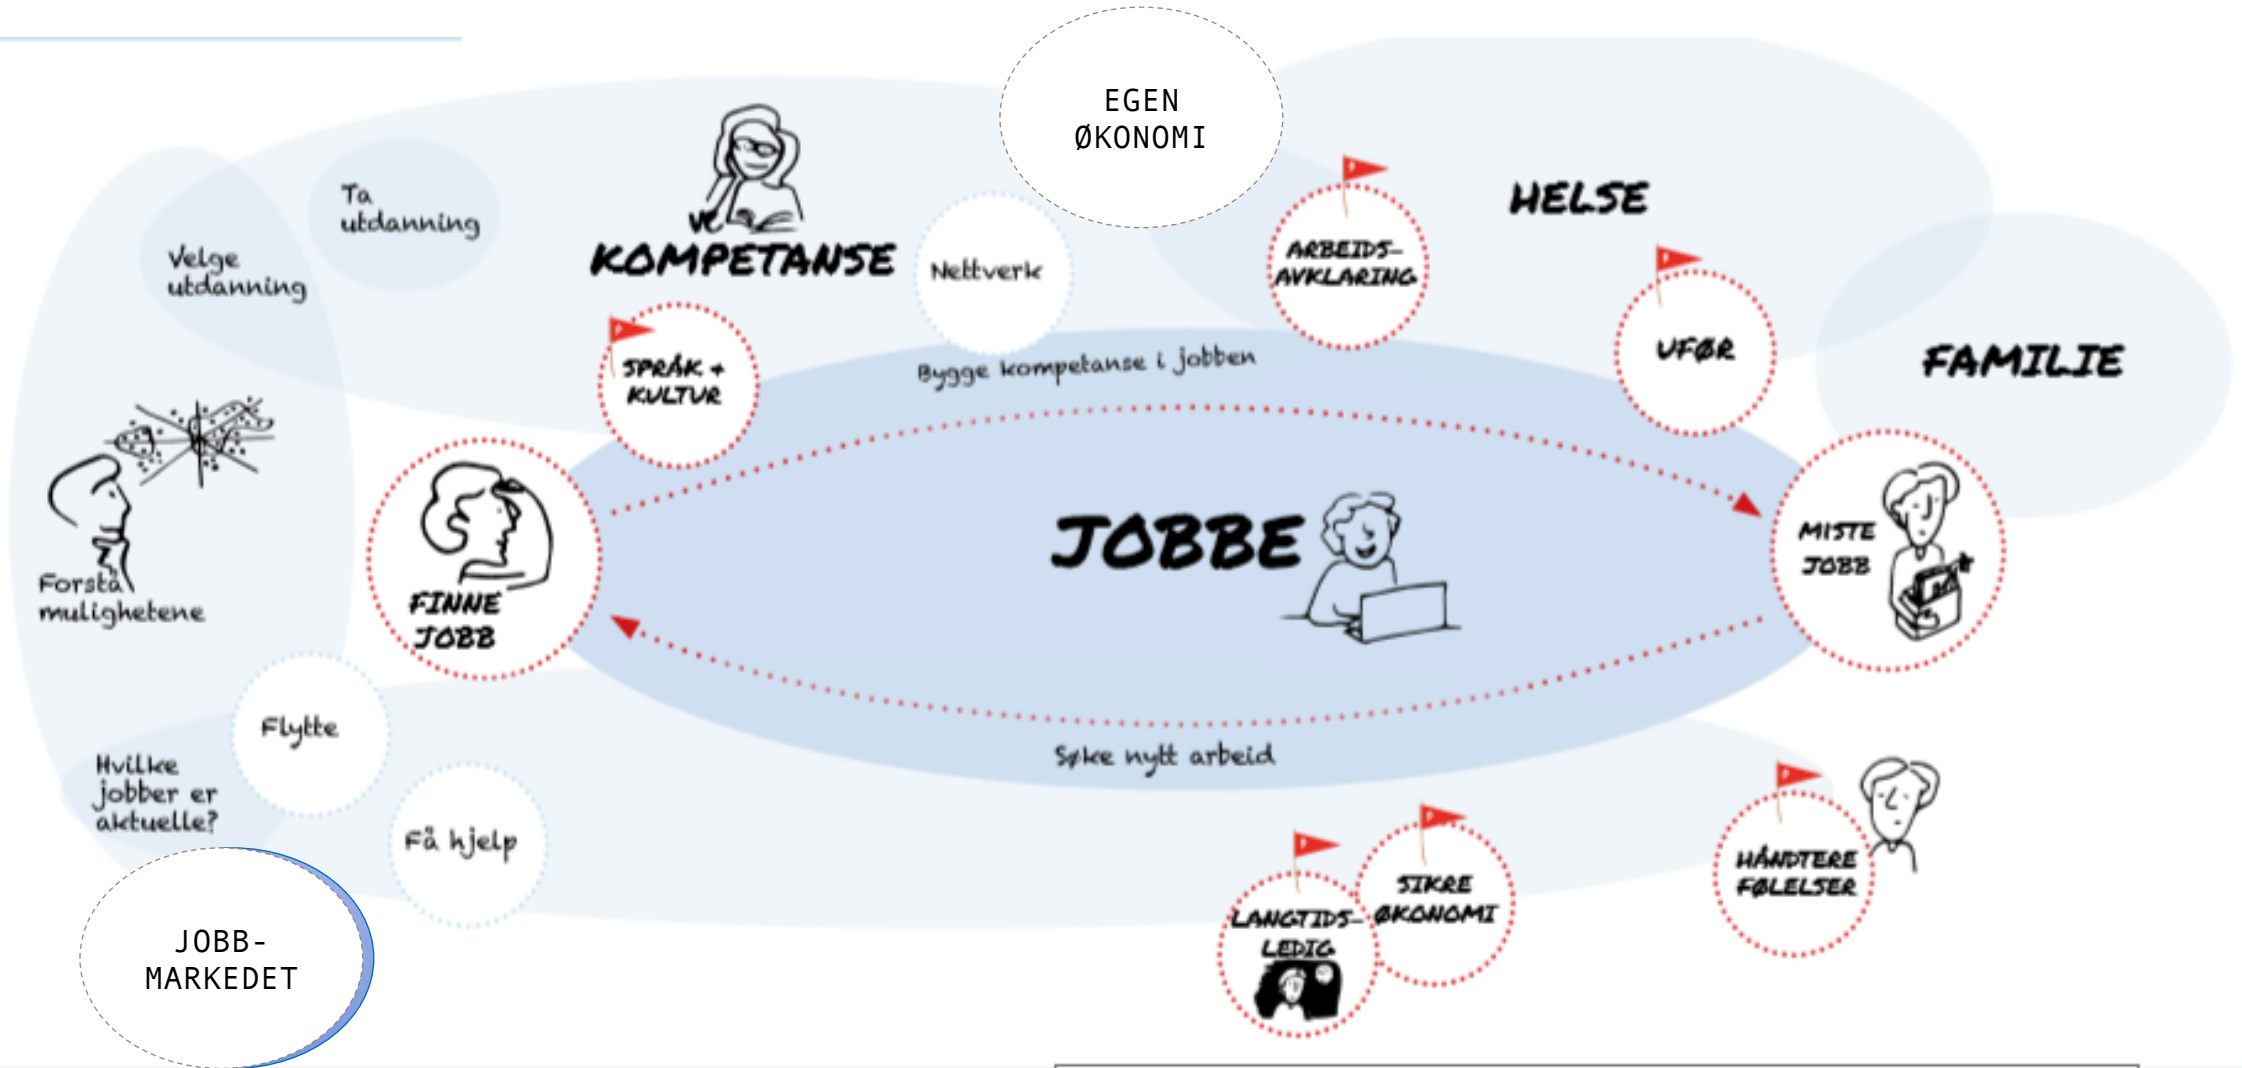 EGEN
ØKONOMI
Ta
utdanning
Velge
utdanning
KOMPETANSE
Nettverk
ARBEIDS-
AVKLARING
HELSE
UFØR
FAMILIE
SPRÅK +
KULTUR
Bygge kompetanse i jobben
JOBBE
FINNE
JOBB
MISTE
JOBB
Forstå
mulighetene
Flytte
Søke nytt arbeid
Hvilke
jobber er
aktuelle?
Få hjelp
HÅNDTERE
FØLELSER
SIKRE
ØKONOMI
LANGTIDS-
LEDIG
JOBB-
MARKEDET